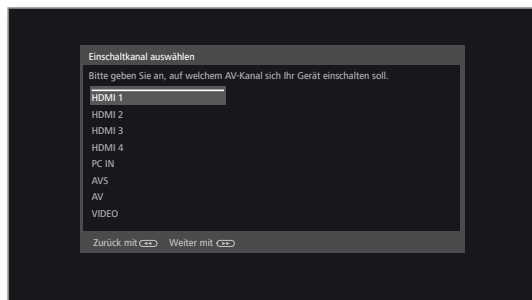 Einschaltkanal auswählen
Bitte geben Sie an, auf welchem AV-Kanal sich Ihr Gerät einschalten soll.
HDMI 1
HDMI 2
HDMI 3
HDMI 4
PC IN
AVS
AV
VIDEO
Zurück mit Weiter mit